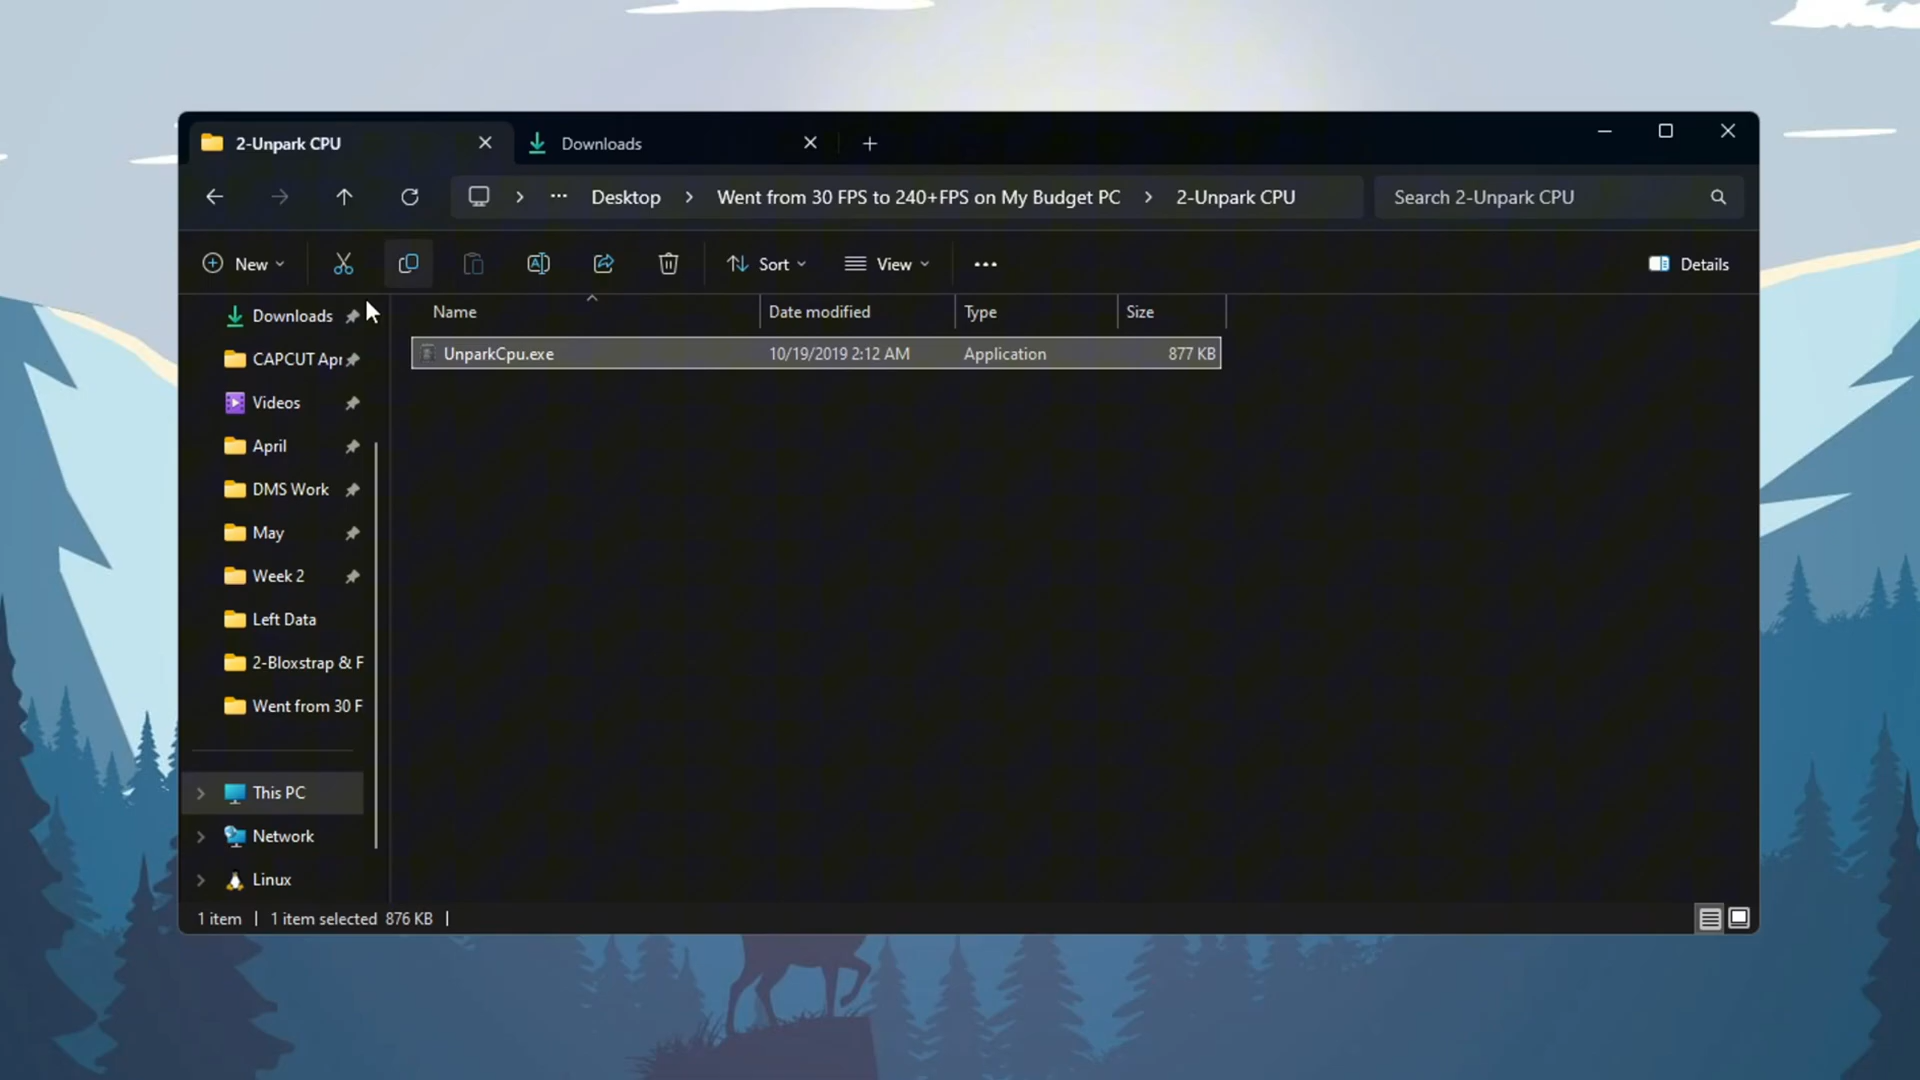 2-Unpark CPU
Downloads
Desktop > Went from 30 FPS to 240+FPS on My Budget PC > 2-Unpark CPU
Search 2-Unpark CPU
New
Sort
View
Details
Downloads
CAPCUT Apr
Videos
April
DMS Work
May
Week 2
Left Data
2-Bloxstrap & F
Went from 30 F
This PC
Network
Linux
Name Date modified Type Size
UnparkCpu.exe 10/19/2019 2:12 AM Application 877 KB
1 item | 1 item selected 876 KB |